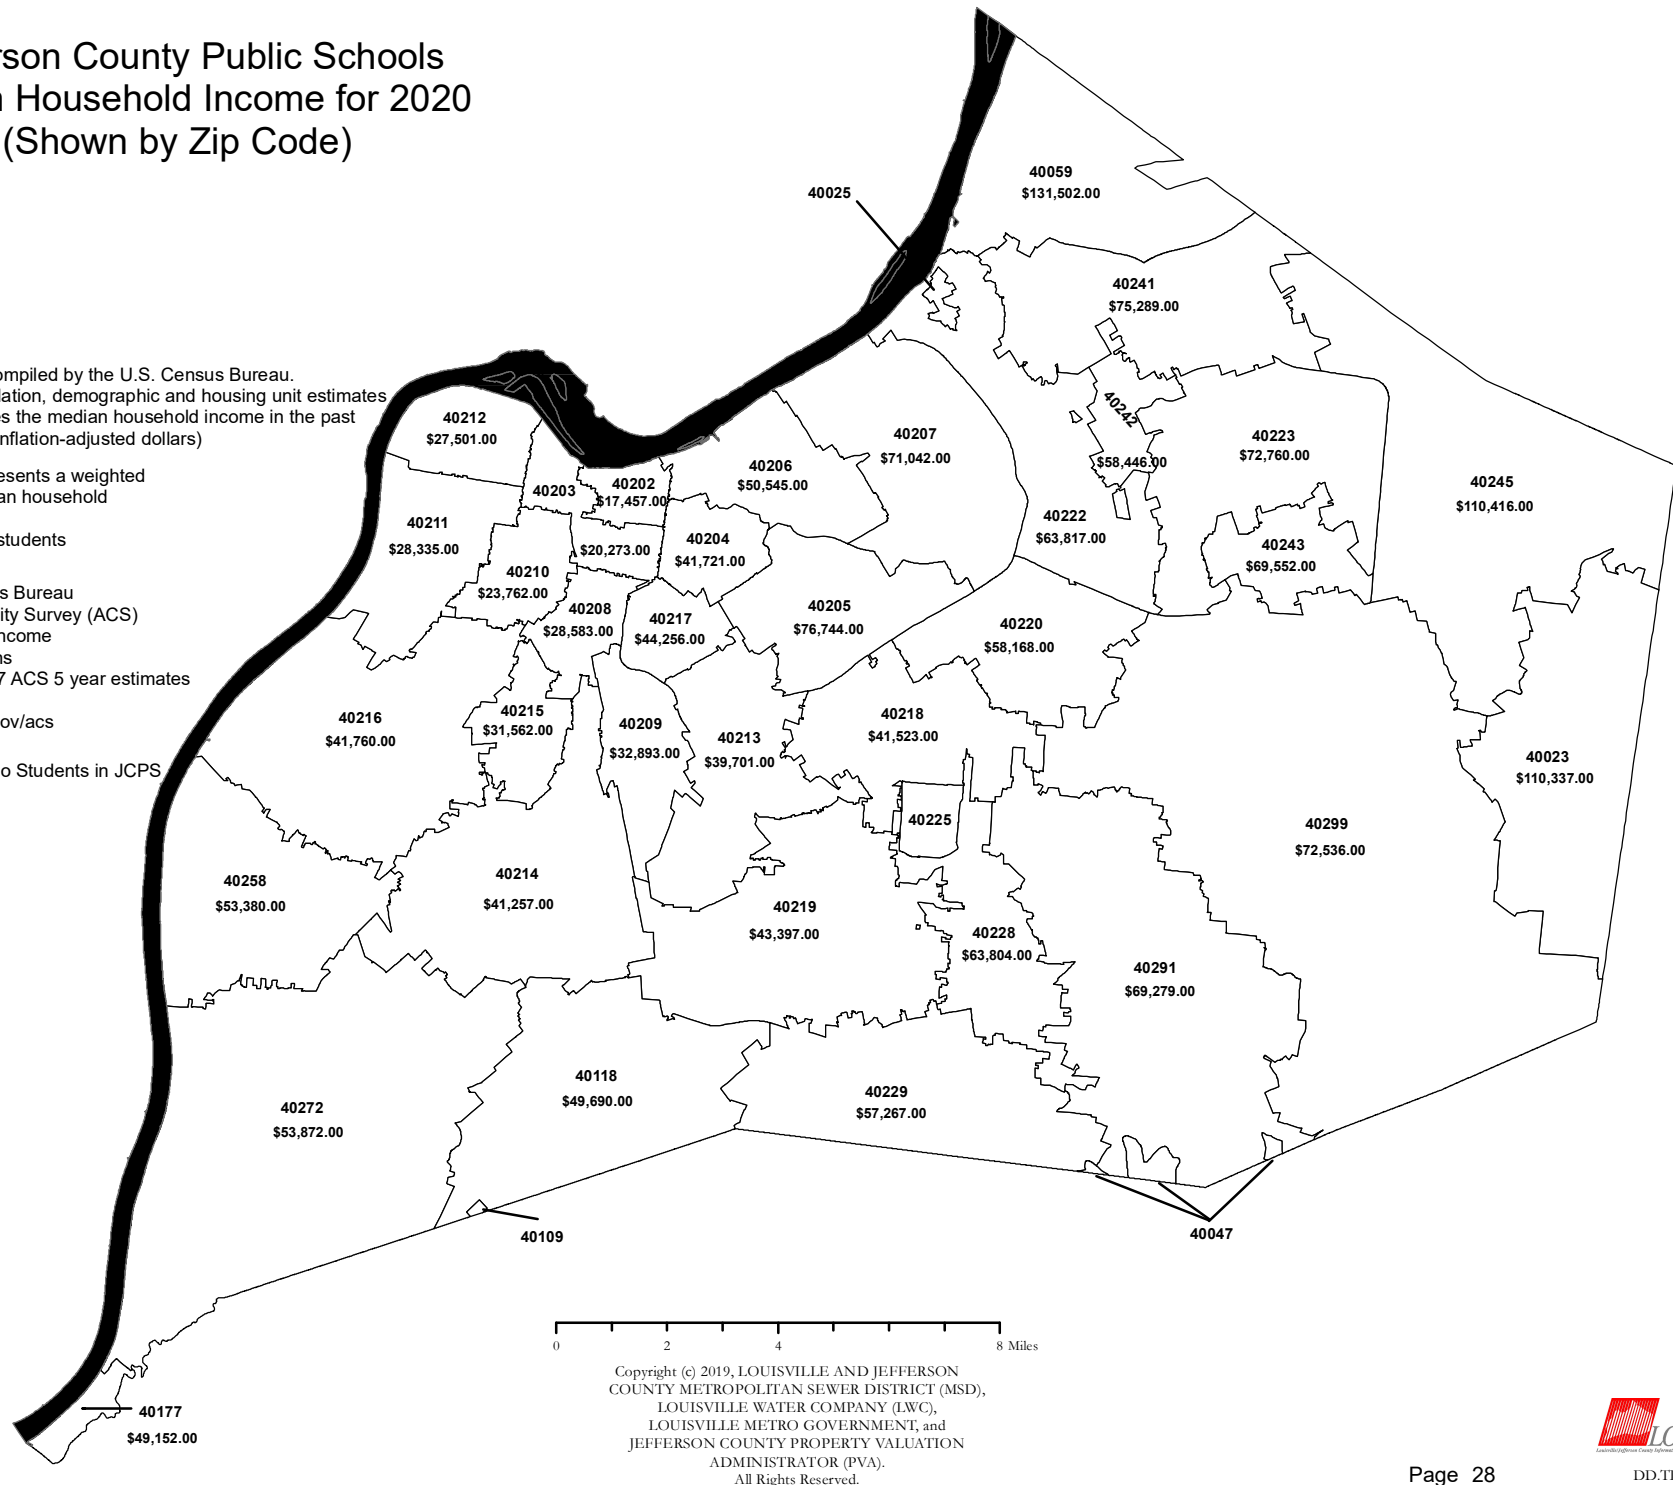 rson County Public Schools
Household Income for 2020
(Shown by Zip Code)
ompiled by the U.S. Census Bureau.
lation, demographic and housing unit estimates
es the median household income in the past
nflation-adjusted dollars)
resents a weighted
an household
students
s Bureau
ity Survey (ACS)
ncome
ns
7 ACS 5 year estimates
ov/acs
o Students in JCPS
40059
$131,502.00
40025
40241
$75,289.00
40212
$27,501.00
40207
$71,042.00
40242
$58,446.00
40223
$72,760.00
40206
$50,545.00
40202
$17,457.00
40203
$20,273.00
40245
$110,416.00
40211
$28,335.00
40222
$63,817.00
40204
$41,721.00
40243
$69,552.00
40210
$23,762.00
40208
$28,583.00
40217
$44,256.00
40205
$76,744.00
40220
$58,168.00
40216
$41,760.00
40215
$31,562.00
40209
$32,893.00
40213
$39,701.00
40218
$41,523.00
40023
$110,337.00
40225
40299
$72,536.00
40258
$53,380.00
40214
$41,257.00
40219
$43,397.00
40228
$63,804.00
40291
$69,279.00
40118
$49,690.00
40229
$57,267.00
40272
$53,872.00
40109
40047
40177
$49,152.00
0 2 4 8 Miles
Copyright (c) 2019, LOUISVILLE AND JEFFERSON
COUNTY METROPOLITAN SEWER DISTRICT (MSD),
LOUISVILLE WATER COMPANY (LWC),
LOUISVILLE METRO GOVERNMENT, and
JEFFERSON COUNTY PROPERTY VALUATION
ADMINISTRATOR (PVA).
All Rights Reserved.
Page 28
LO
Louisville/Jefferson County Informa
DD.TI